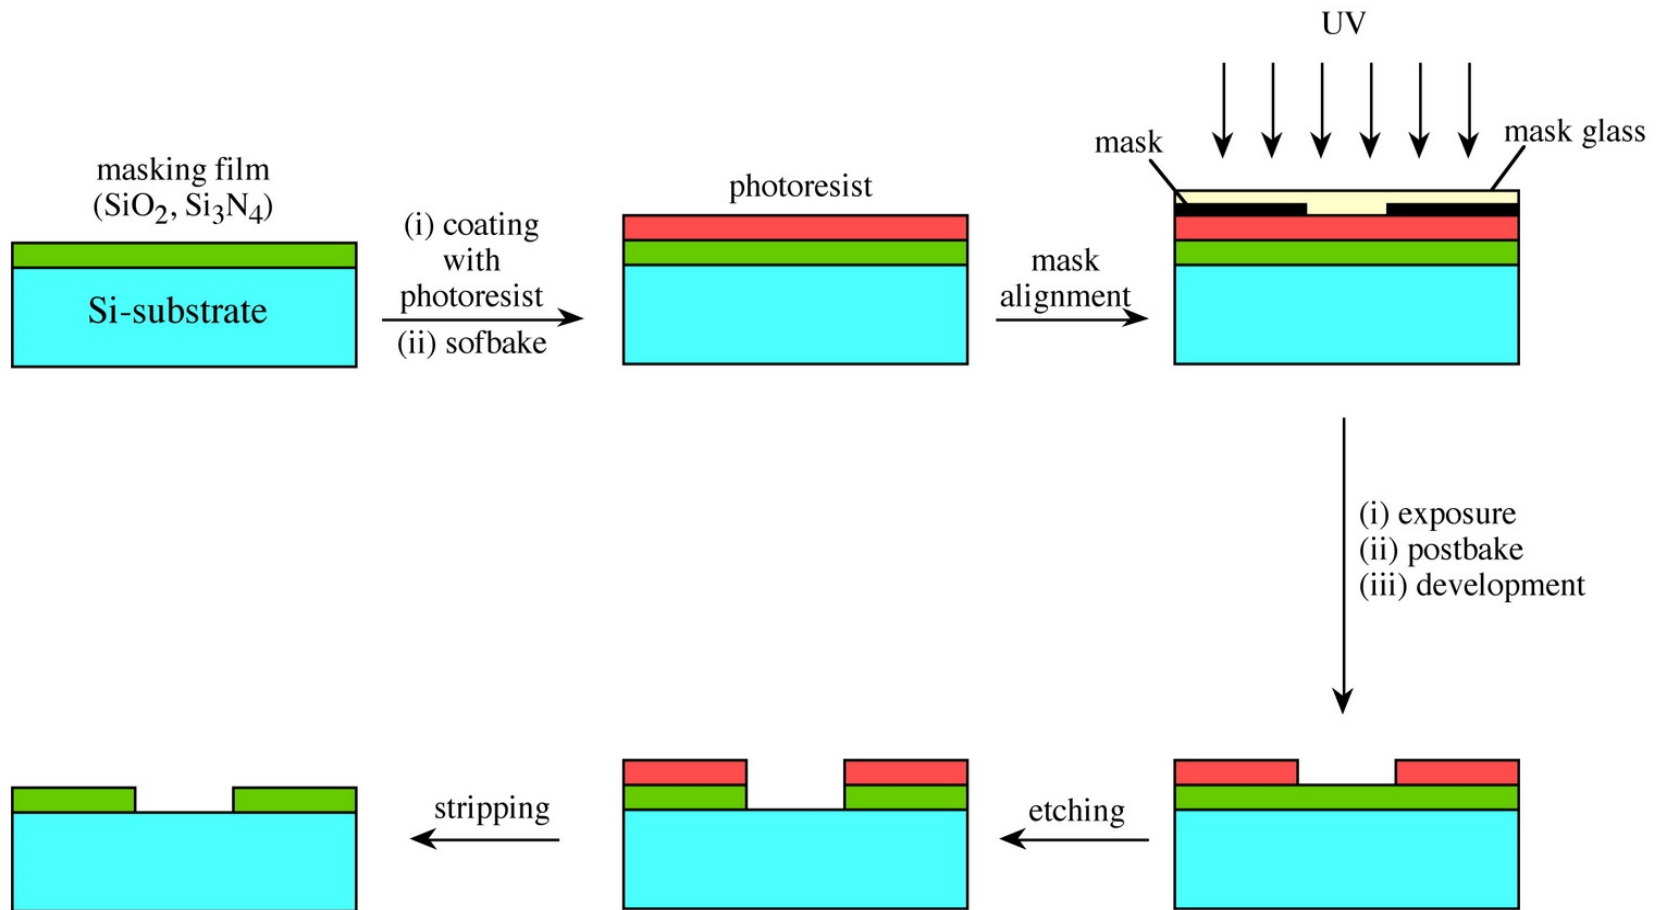 masking film
(SiO2, Si3N4)
Si-substrate
(i) coating
with
photoresist
(ii) sofbake
photoresist
mask
alignment
UV
mask
mask glass
(i) exposure
(ii) postbake
(iii) development
etching
stripping